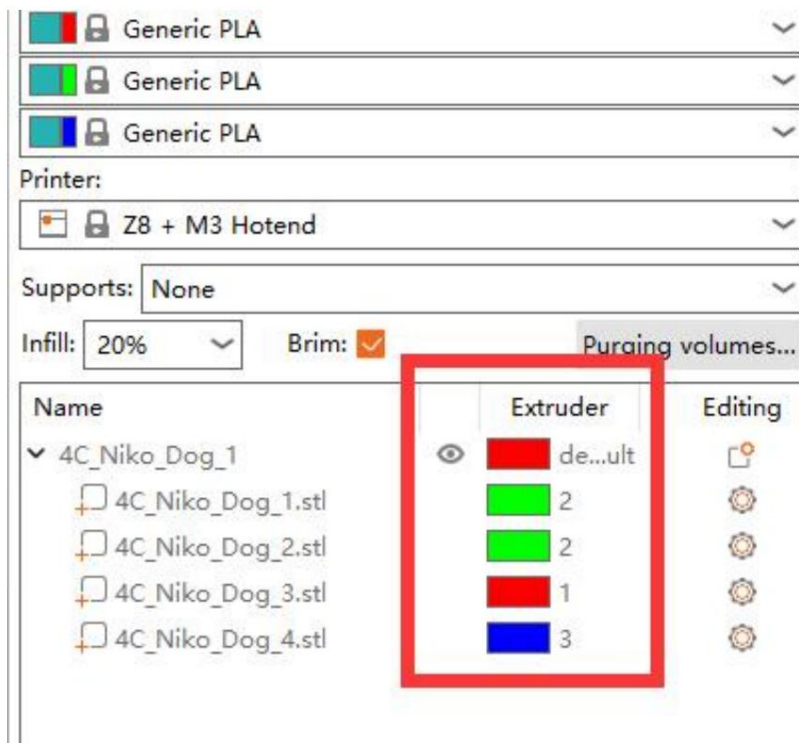 Generic PLA
Generic PLA
Generic PLA
Printer:
Z8 + M3 Hotend
Supports: None
Infill: 20% Brim: Purging volumes...
Name Extruder Editing
4C_Niko_Dog_1 de...ult
4C_Niko_Dog_1.stl 2
4C_Niko_Dog_2.stl 2
4C_Niko_Dog_3.stl 1
4C_Niko_Dog_4.stl 3